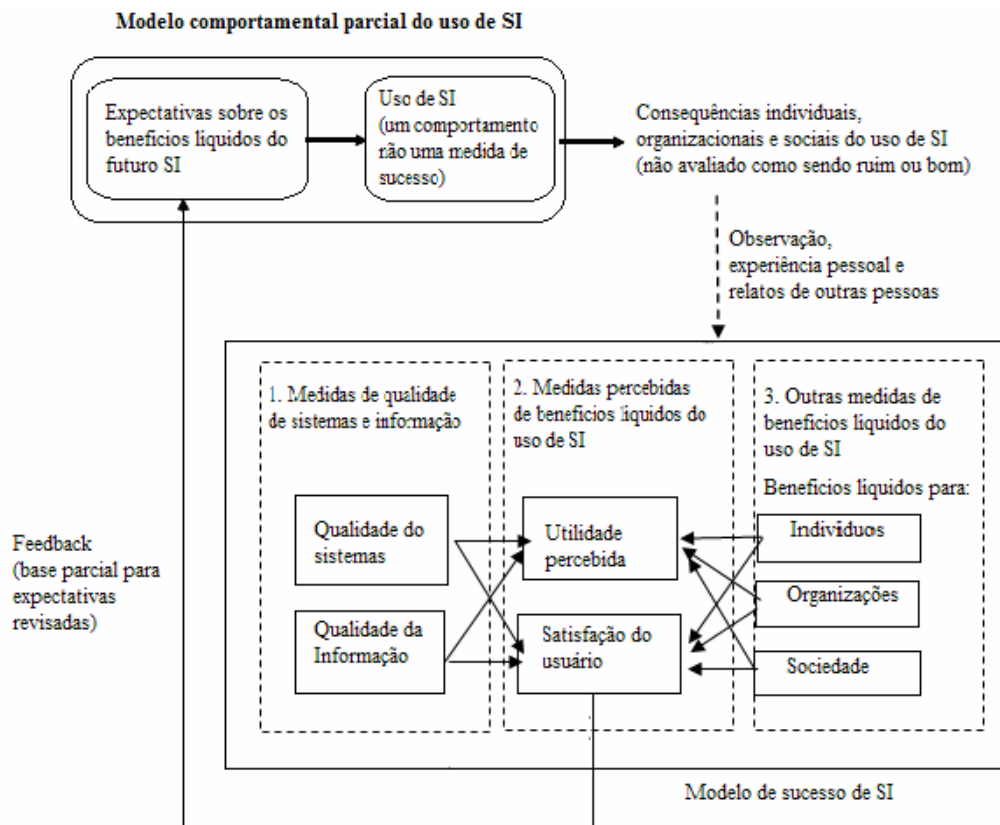 Modelo comportamental parcial do uso de SI
Expectativas sobre os
benefícios líquidos do
futuro SI
Uso de SI
(um comportamento
não uma medida de
sucesso)
Consequências individuais,
organizacionais e sociais do uso de SI
(não avaliado como sendo ruim ou bom)
Observação,
experiência pessoal e
relatos de outras pessoas
1. Medidas de qualidade
de sistemas e informação
2. Medidas percebidas
de benefícios líquidos do
uso de SI
3. Outras medidas de
benefícios líquidos do
uso de SI
Benefícios líquidos para:
Qualidade do
sistemas
Qualidade da
Informação
Utilidade
percebida
Satisfação do
usuário
Indivíduos
Organizações
Sociedade
Feedback
(base parcial para
expectativas
revisadas)
Modelo de sucesso de SI